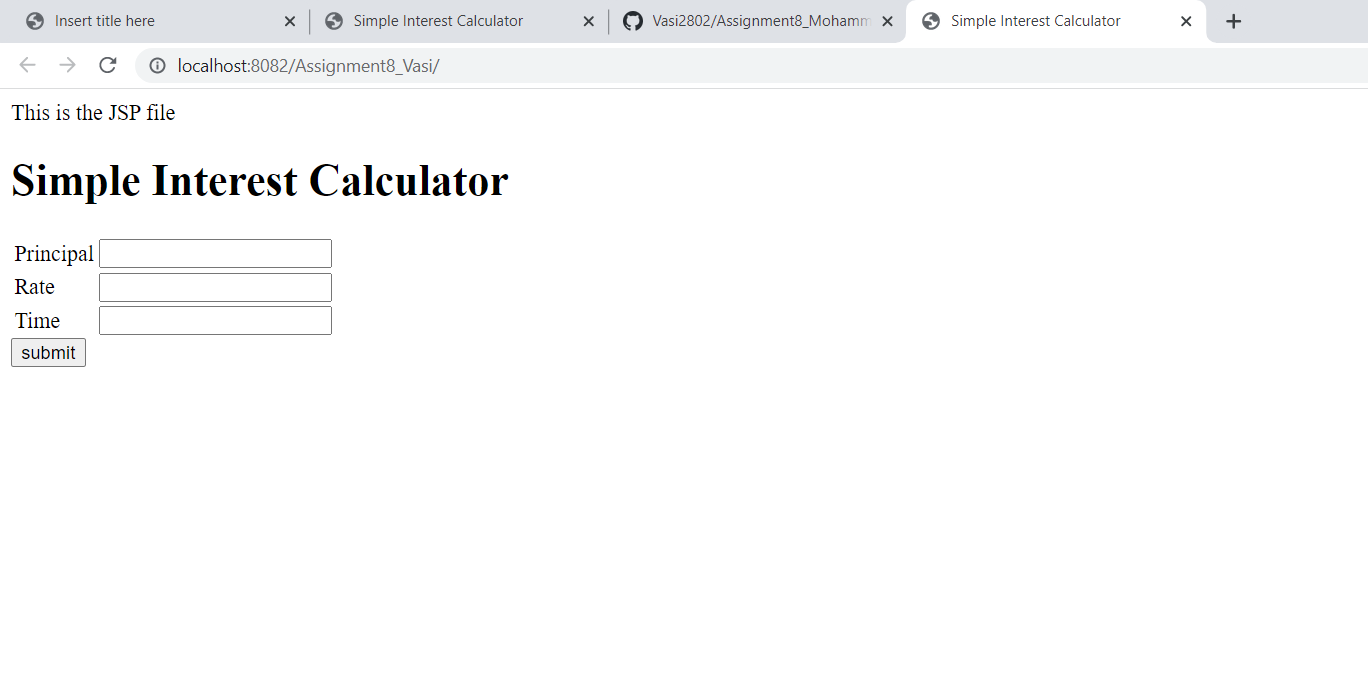 Insert title here
Simple Interest Calculator
Vasi2802/Assignment8_Mohamm
Simple Interest Calculator
localhost:8082/Assignment8_Vasi/
This is the JSP file
Simple Interest Calculator
Principal
Rate
Time
submit